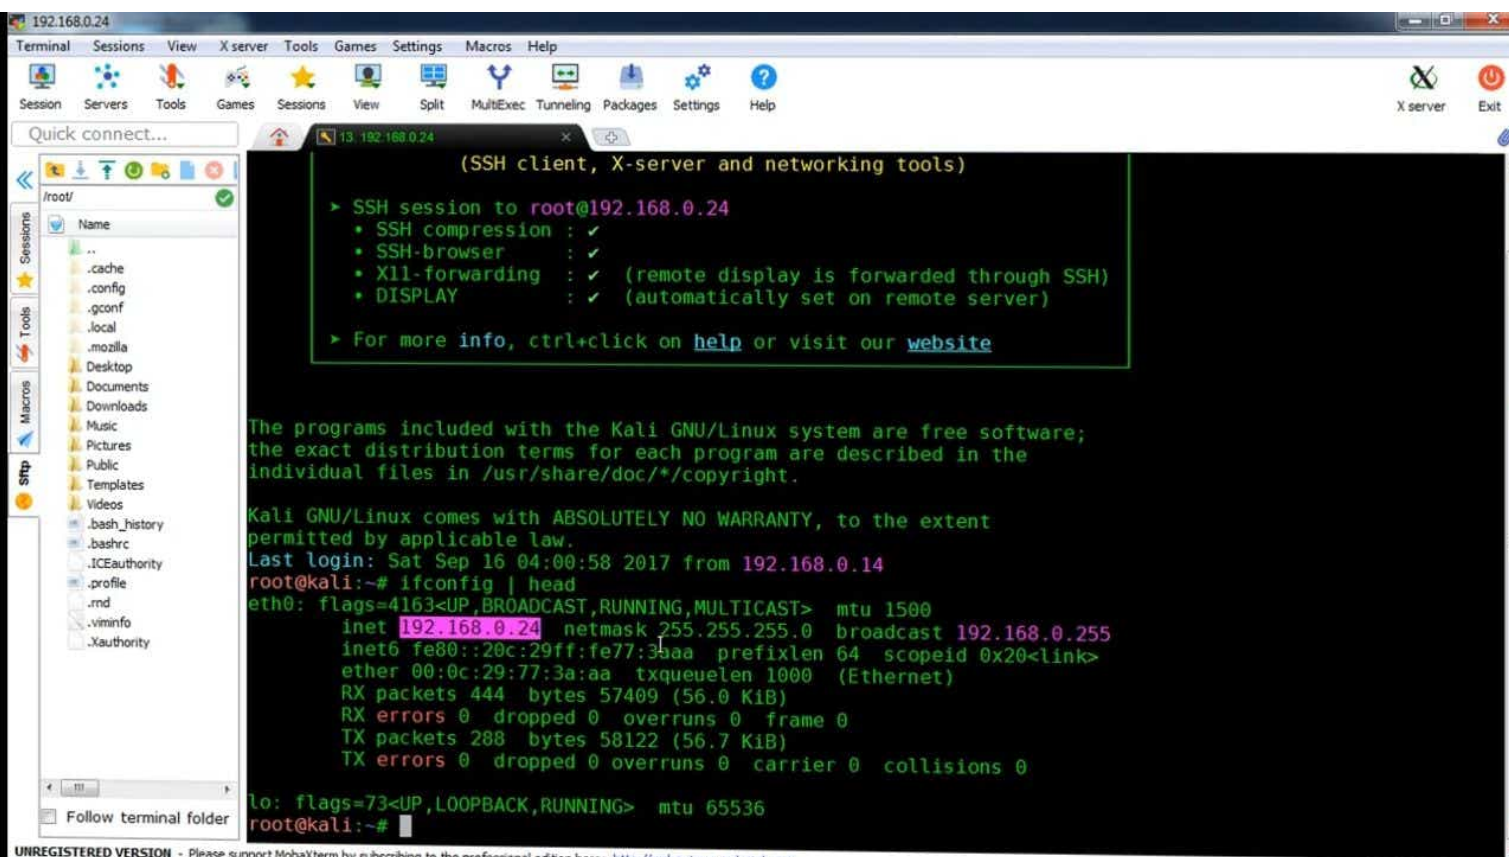 192.168.0.24
Terminal Sessions View X server Tools Games Settings Macros Help
Session Servers Tools Games Sessions View Split MultiExec Tunneling Packages Settings Help X server Exit
Quick connect...
13. 192.168.0.24
/root/
Name
..
.cache
.config
.gconf
.local
.mozilla
Desktop
Documents
Downloads
Music
Pictures
Public
Templates
Videos
.bash_history
.bashrc
.ICEauthority
.profile
.rnd
.viminfo
.Xauthority
Follow terminal folder
Sessions
Tools
Macros
Sftp
(SSH client, X-server and networking tools)
➤ SSH session to root@192.168.0.24
• SSH compression : ✔
• SSH-browser : ✔
• X11-forwarding : ✔ (remote display is forwarded through SSH)
• DISPLAY : ✔ (automatically set on remote server)
➤ For more info, ctrl+click on help or visit our website
The programs included with the Kali GNU/Linux system are free software;
the exact distribution terms for each program are described in the
individual files in /usr/share/doc/*/copyright.
Kali GNU/Linux comes with ABSOLUTELY NO WARRANTY, to the extent
permitted by applicable law.
Last login: Sat Sep 16 04:00:58 2017 from 192.168.0.14
root@kali:~# ifconfig | head
eth0: flags=4163<UP,BROADCAST,RUNNING,MULTICAST> mtu 1500
inet 192.168.0.24 netmask 255.255.255.0 broadcast 192.168.0.255
inet6 fe80::20c:29ff:fe77:3aaa prefixlen 64 scopeid 0x20<link>
ether 00:0c:29:77:3a:aa txqueuelen 1000 (Ethernet)
RX packets 444 bytes 57409 (56.0 KiB)
RX errors 0 dropped 0 overruns 0 frame 0
TX packets 288 bytes 58122 (56.7 KiB)
TX errors 0 dropped 0 overruns 0 carrier 0 collisions 0
lo: flags=73<UP,LOOPBACK,RUNNING> mtu 65536
root@kali:~#
UNREGISTERED VERSION - Please support MobaXterm by subscribing to the professional edition here: